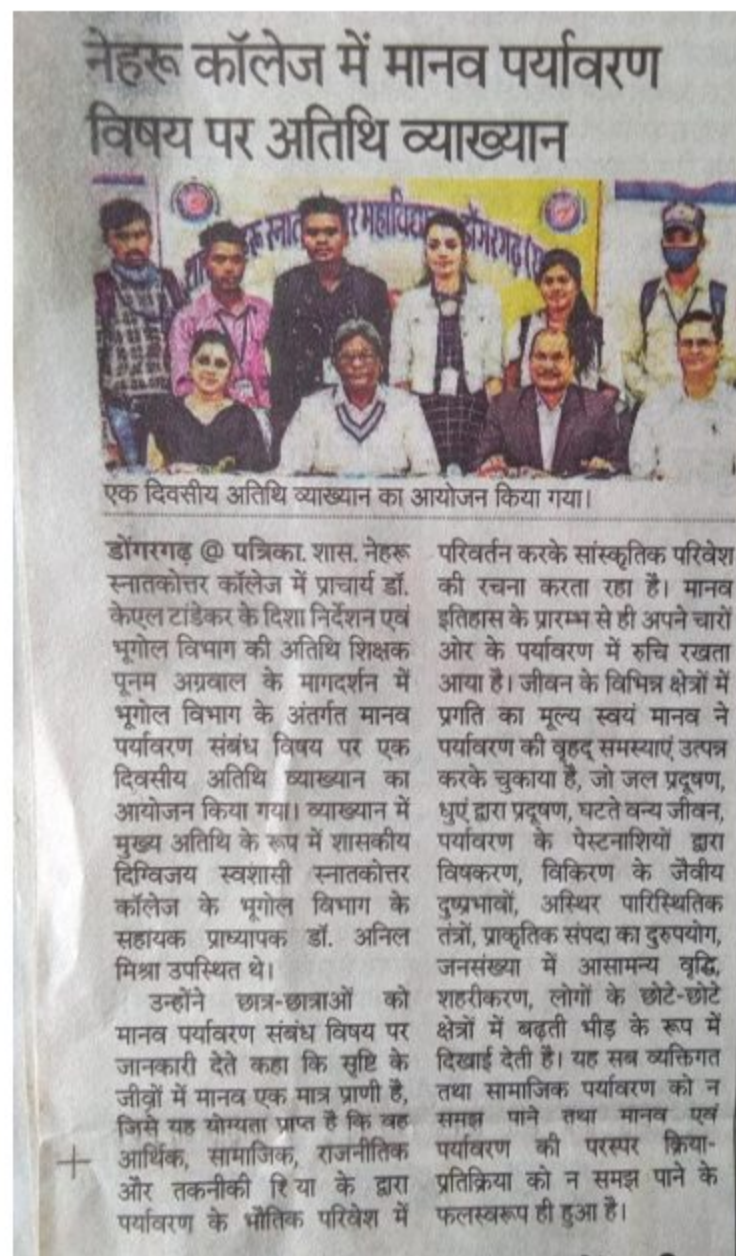 नेहरू कॉलेज में मानव पर्यावरण
विषय पर अतिथि व्याख्यान
एक दिवसीय अतिथि व्याख्यान का आयोजन किया गया।
डोंगरगढ़ @ पत्रिका. शास. नेहरू
स्नातकोत्तर कॉलेज में प्राचार्य डॉ.
केएल टांडेकर के दिशा निर्देशन एवं
भूगोल विभाग की अतिथि शिक्षक
पूनम अग्रवाल के मागदर्शन में
भूगोल विभाग के अंतर्गत मानव
पर्यावरण संबंध विषय पर एक
दिवसीय अतिथि व्याख्यान का
आयोजन किया गया। व्याख्यान में
मुख्य अतिथि के रूप में शासकीय
दिग्विजय स्वशासी स्नातकोत्तर
कॉलेज के भूगोल विभाग के
सहायक प्राध्यापक डॉ. अनिल
मिश्रा उपस्थित थे।
उन्होंने छात्र-छात्राओं को
मानव पर्यावरण संबंध विषय पर
जानकारी देते कहा कि सृष्टि के
जीवों में मानव एक मात्र प्राणी है,
जिसे यह योग्यता प्राप्त है कि वह
आर्थिक, सामाजिक, राजनीतिक
और तकनीकी रि या के द्वारा
पर्यावरण के भौतिक परिवेश में
परिवर्तन करके सांस्कृतिक परिवेश
की रचना करता रहा है। मानव
इतिहास के प्रारम्भ से ही अपने चारों
ओर के पर्यावरण में रुचि रखता
आया है। जीवन के विभिन्न क्षेत्रों में
प्रगति का मूल्य स्वयं मानव ने
पर्यावरण की वृहद् समस्याएं उत्पन्न
करके चुकाया है, जो जल प्रदूषण,
धुएं द्वारा प्रदूषण, घटते वन्य जीवन,
पर्यावरण के पेस्टनाशियों द्वारा
विषकरण, विकिरण के जैवीय
दुष्प्रभावों, अस्थिर पारिस्थितिक
तंत्रों, प्राकृतिक संपदा का दुरुपयोग,
जनसंख्या में आसामन्य वृद्धि,
शहरीकरण, लोगों के छोटे-छोटे
क्षेत्रों में बढ़ती भीड़ के रूप में
दिखाई देती है। यह सब व्यक्तिगत
तथा सामाजिक पर्यावरण को न
समझ पाने तथा मानव एवं
पर्यावरण की परस्पर क्रिया-
प्रतिक्रिया को न समझ पाने के
फलस्वरूप ही हुआ है।